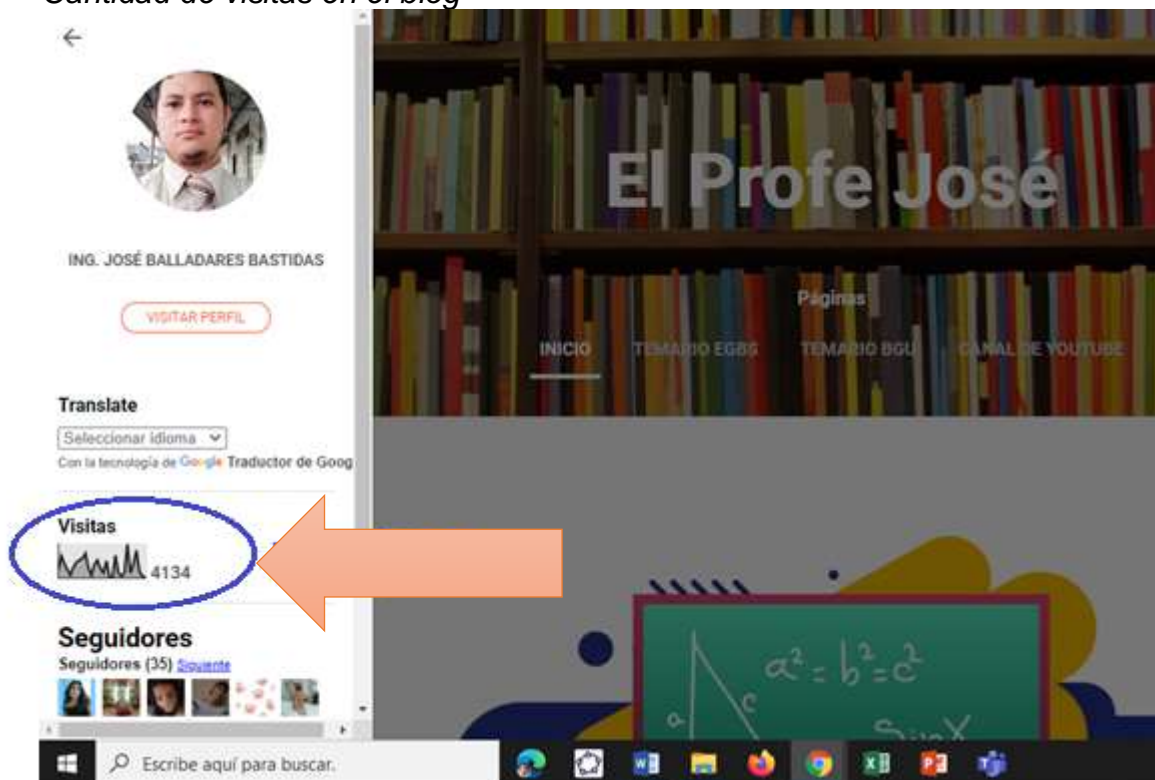 Cantidad de visitas en el blog
ING. JOSÉ BALLADARES BASTIDAS
VISITAR PERFIL
Translate
Seleccionar idioma
Con la tecnología de Google Traductor de Goog
Visitas
4134
Seguidores
Seguidores (35) Siguiente
El Profe José
Páginas
INICIO TEMARIO EGBS TEMARIO BGU CANAL DE YOUTUBE
a²=b²=c²
a
c
Escribe aquí para buscar.